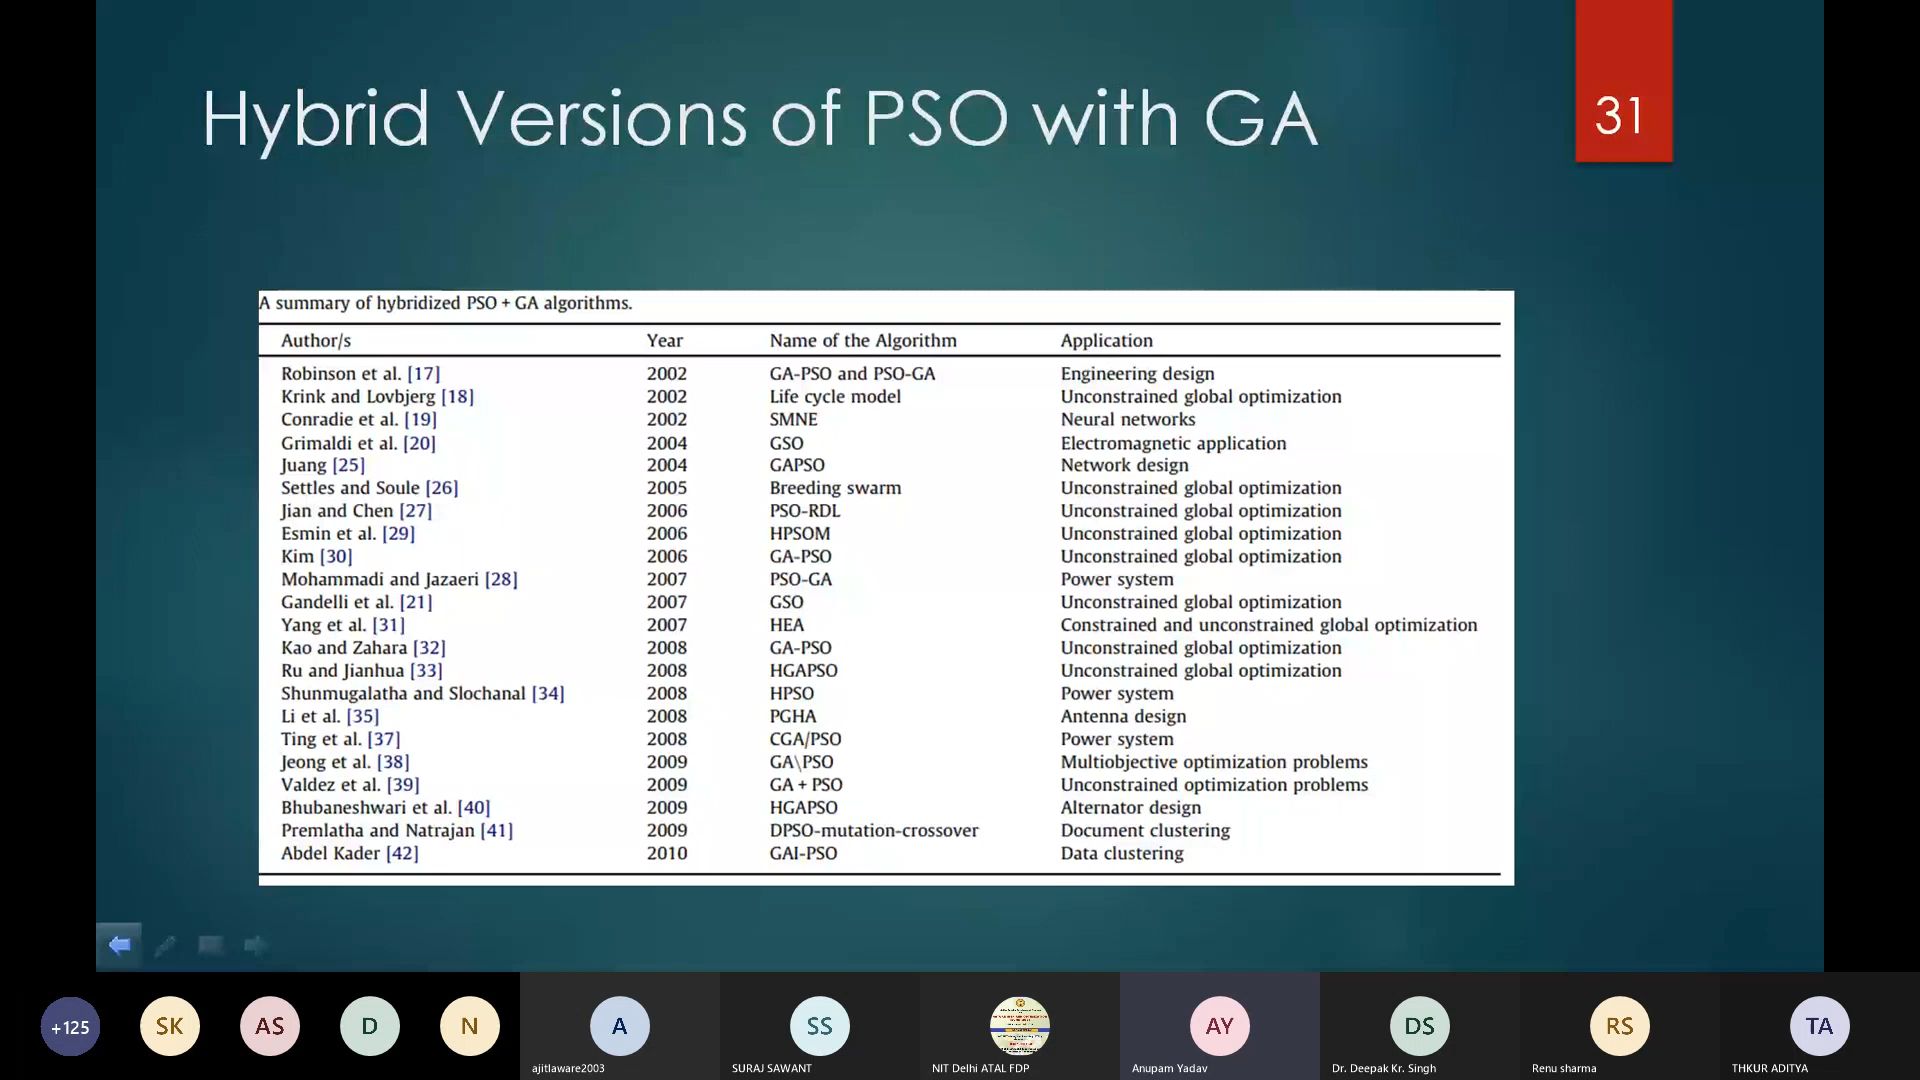 Hybrid Versions of PSO with GA
31
A summary of hybridized PSO + GA algorithms.
Author/s Year Name of the Algorithm Application
Robinson et al. [17] 2002 GA-PSO and PSO-GA Engineering design
Krink and Lovbjerg [18] 2002 Life cycle model Unconstrained global optimization
Conradie et al. [19] 2002 SMNE Neural networks
Grimaldi et al. [20] 2004 GSO Electromagnetic application
Juang [25] 2004 GAPSO Network design
Settles and Soule [26] 2005 Breeding swarm Unconstrained global optimization
Jian and Chen [27] 2006 PSO-RDL Unconstrained global optimization
Esmin et al. [29] 2006 HPSOM Unconstrained global optimization
Kim [30] 2006 GA-PSO Unconstrained global optimization
Mohammadi and Jazaeri [28] 2007 PSO-GA Power system
Gandelli et al. [21] 2007 GSO Unconstrained global optimization
Yang et al. [31] 2007 HEA Constrained and unconstrained global optimization
Kao and Zahara [32] 2008 GA-PSO Unconstrained global optimization
Ru and Jianhua [33] 2008 HGAPSO Unconstrained global optimization
Shunmugalatha and Slochanal [34] 2008 HPSO Power system
Li et al. [35] 2008 PGHA Antenna design
Ting et al. [37] 2008 CGA/PSO Power system
Jeong et al. [38] 2009 GA\PSO Multiobjective optimization problems
Valdez et al. [39] 2009 GA + PSO Unconstrained optimization problems
Bhubaneshwari et al. [40] 2009 HGAPSO Alternator design
Premlatha and Natrajan [41] 2009 DPSO-mutation-crossover Document clustering
Abdel Kader [42] 2010 GAI-PSO Data clustering
+125 SK AS D N A SS AY DS RS TA
ajitlaware2003 SURAJ SAWANT NIT Delhi ATAL FDP Anupam Yadav Dr. Deepak Kr. Singh Renu sharma THKUR ADITYA